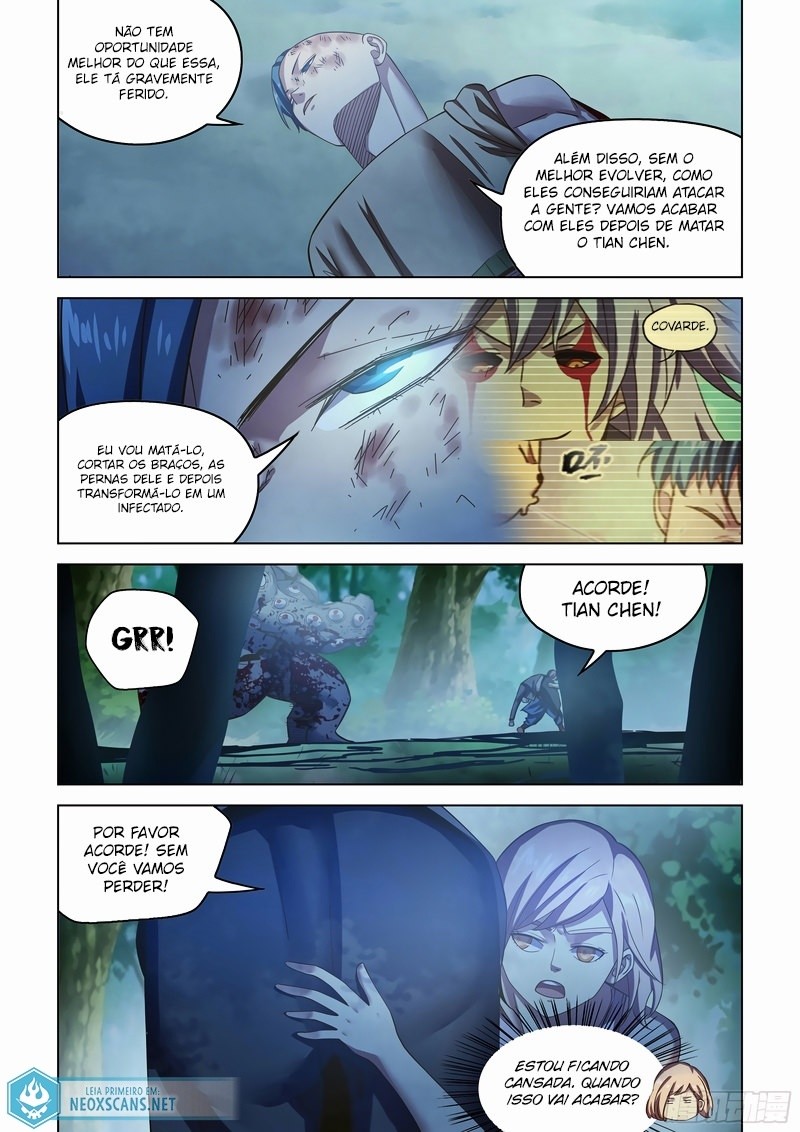 NÃO TEM
OPORTUNIDADE
MELHOR DO QUE ESSA,
ELE TÁ GRAVEMENTE
FERIDO.
ALÉM DISSO, SEM O
MELHOR EVOLVER, COMO
ELES CONSEGUIRIAM ATACAR
A GENTE? VAMOS ACABAR
COM ELES DEPOIS DE MATAR
O TIAN CHEN.
COVARDE.
EU VOU MATÁ-LO,
CORTAR OS BRAÇOS, AS
PERNAS DELE E DEPOIS
TRANSFORMÁ-LO EM UM
INFECTADO.
GRR!
ACORDE!
TIAN CHEN!
POR FAVOR
ACORDE! SEM
VOCÊ VAMOS
PERDER!
ESTOU FICANDO
CANSADA. QUANDO
ISSO VAI ACABAR?
LEIA PRIMEIRO EM:
NEOXSCANS.NET